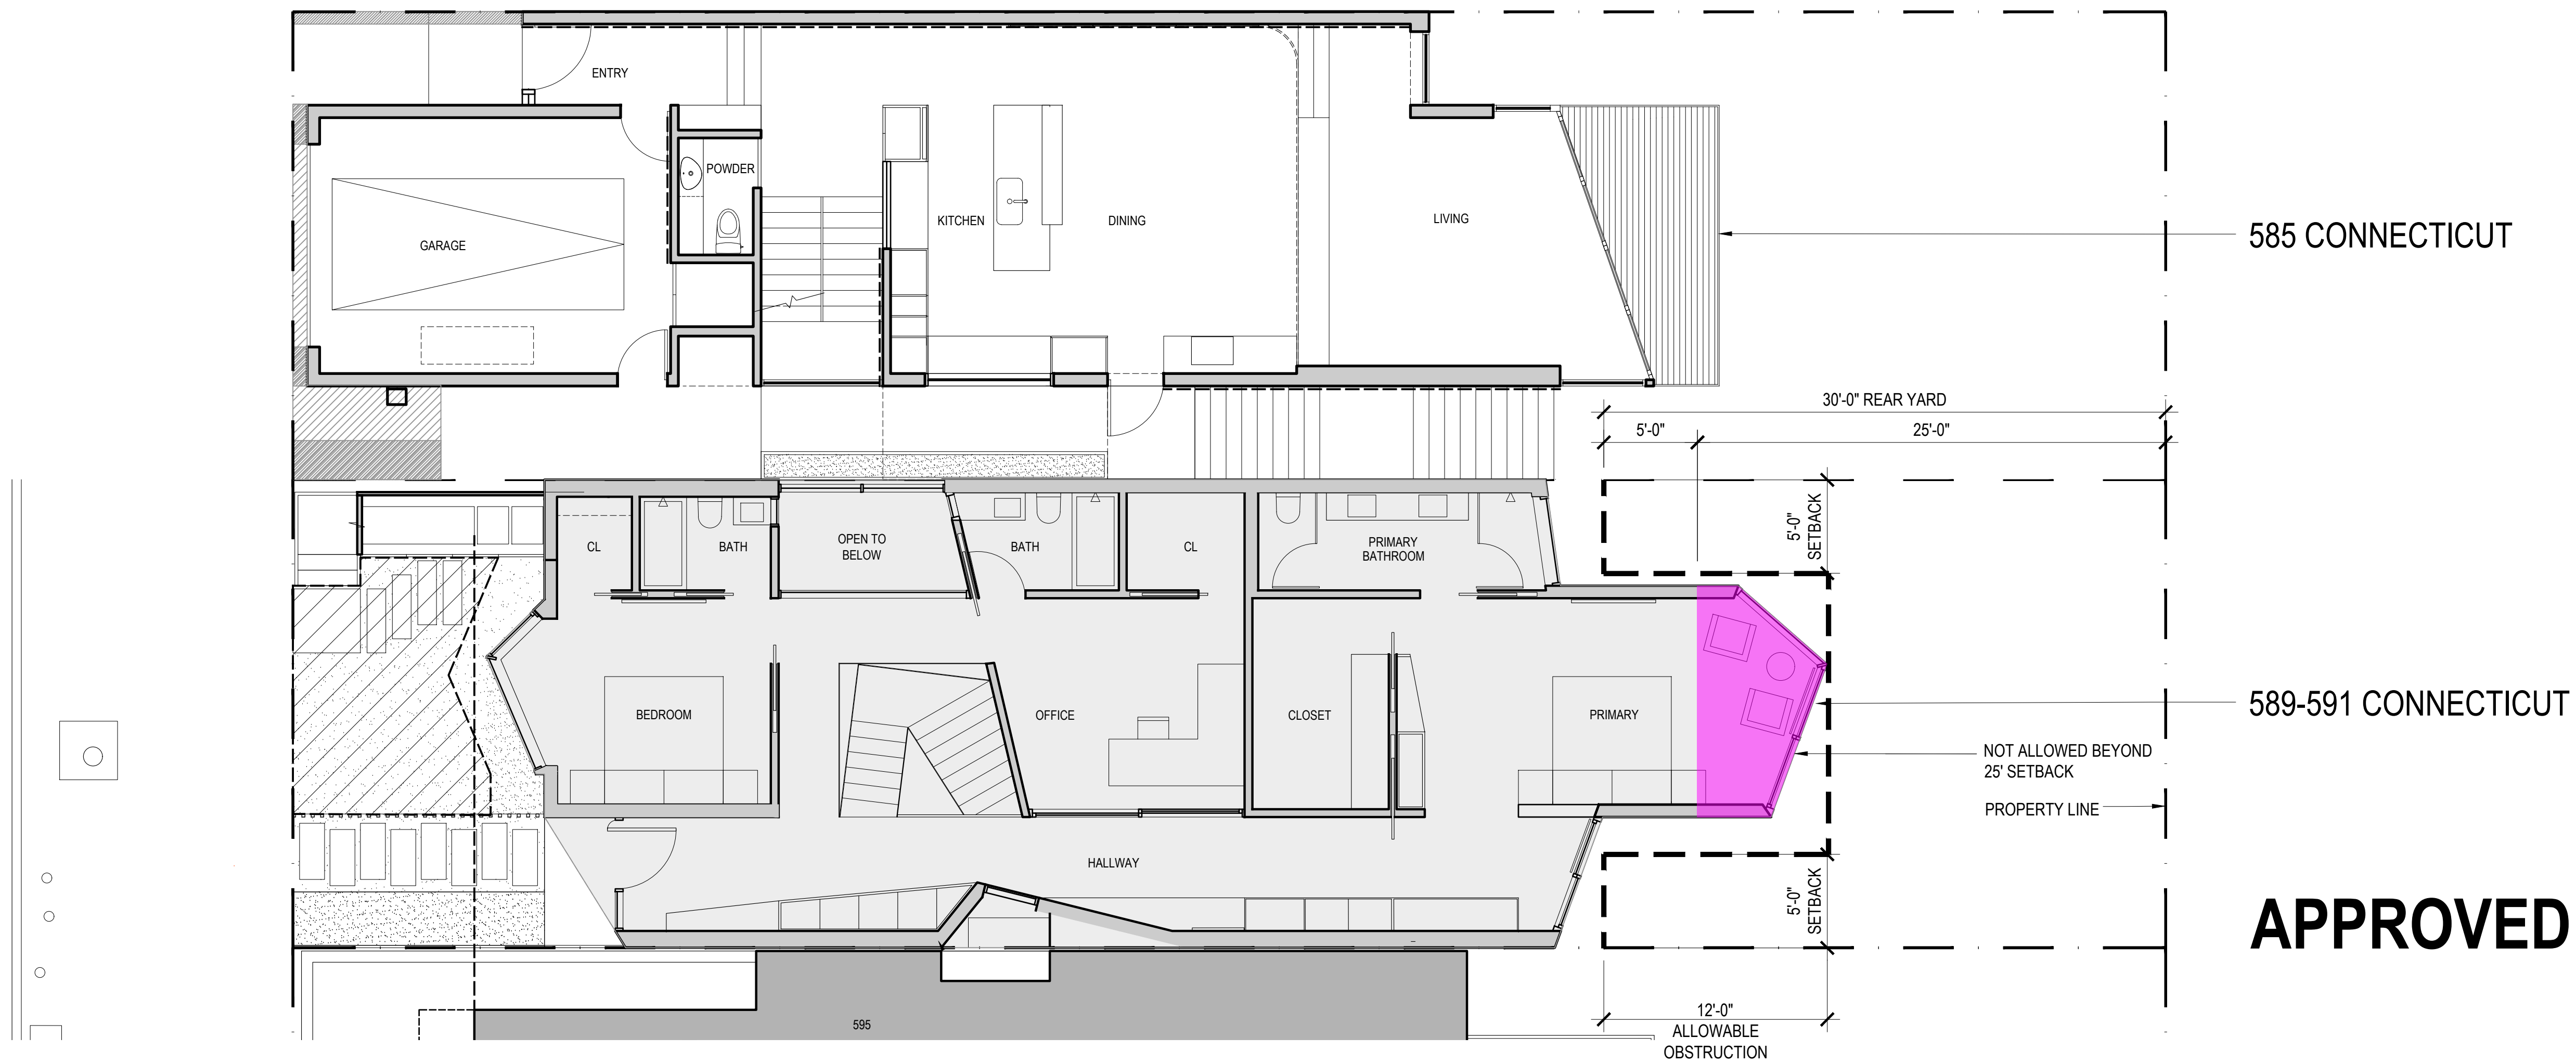 ENTRY
POWDER
GARAGE
KITCHEN
DINING
LIVING
585 CONNECTICUT
30'-0" REAR YARD
5'-0"
25'-0"
5'-0"
SETBACK
CL
BATH
OPEN TO
BELOW
BATH
CL
PRIMARY
BATHROOM
BEDROOM
OFFICE
CLOSET
PRIMARY
589-591 CONNECTICUT
NOT ALLOWED BEYOND
25' SETBACK
PROPERTY LINE
HALLWAY
5'-0"
SETBACK
APPROVED
595
12'-0"
ALLOWABLE
OBSTRUCTION